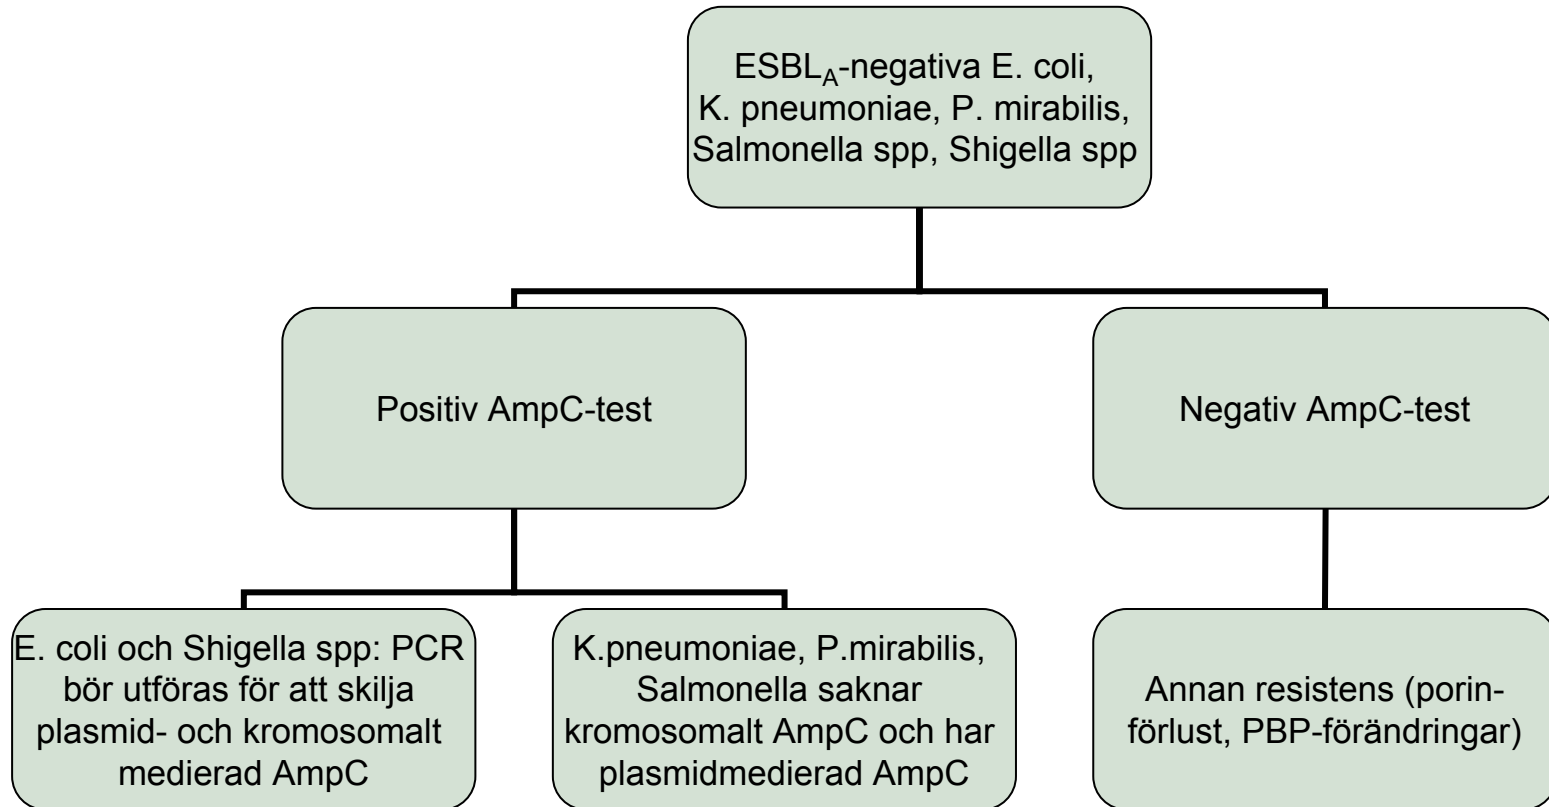 ESBLA-negativa E. coli,
K. pneumoniae, P. mirabilis,
Salmonella spp, Shigella spp
Positiv AmpC-test
Negativ AmpC-test
E. coli och Shigella spp: PCR
bör utföras för att skilja
plasmid- och kromosomalt
medierad AmpC
K.pneumoniae, P.mirabilis,
Salmonella saknar
kromosomalt AmpC och har
plasmidmedierad AmpC
Annan resistens (porin-
förlust, PBP-förändringar)